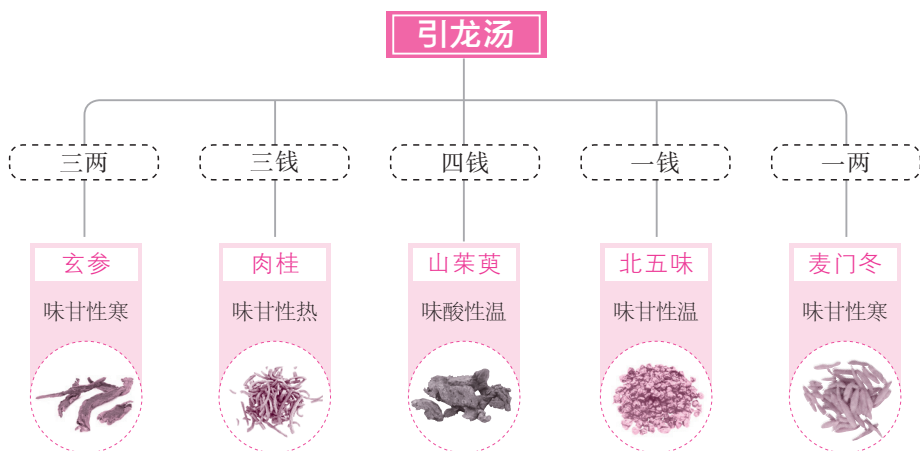 引龙汤
三两
三钱
四钱
一钱
一两
玄参
肉桂
山茱萸
北五味
麦门冬
味甘性寒
味甘性热
味酸性温
味甘性温
味甘性寒